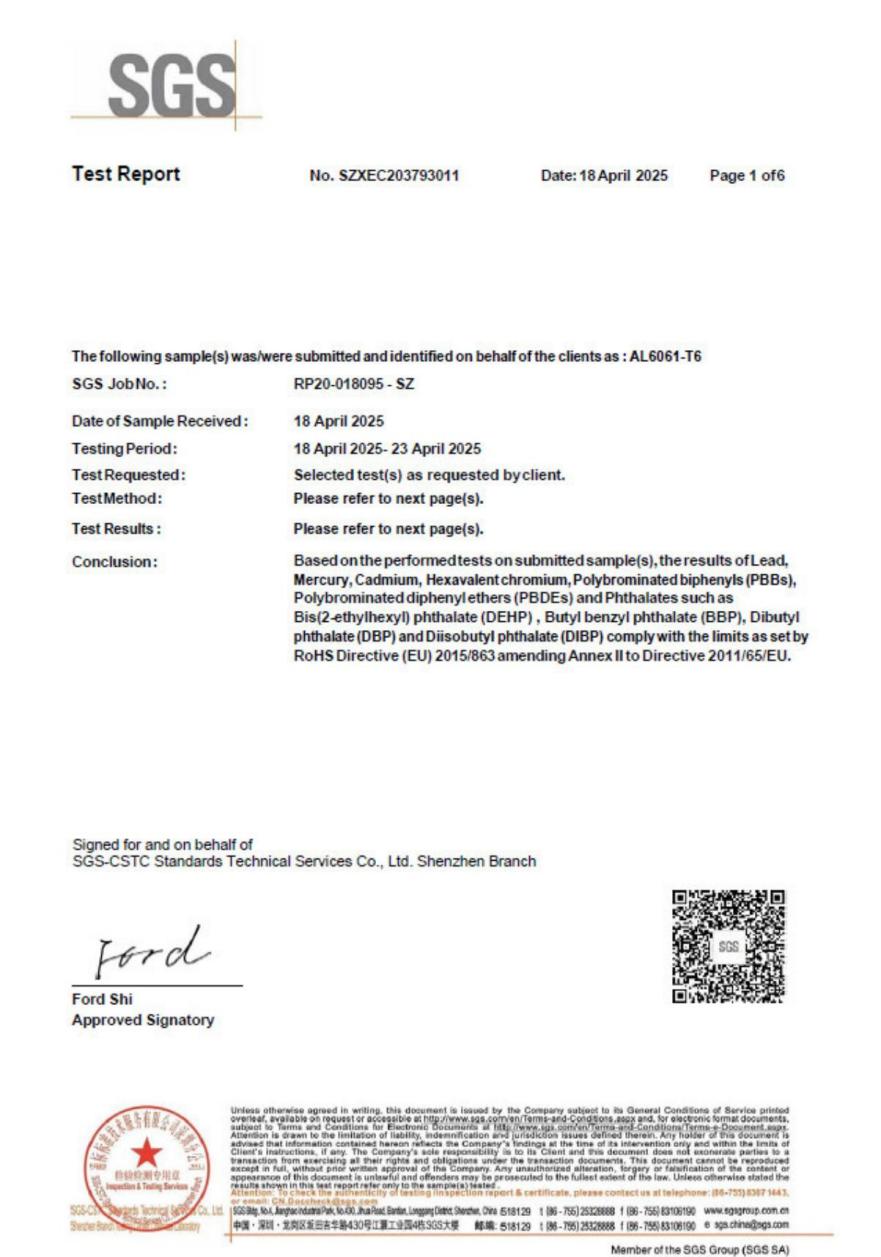 SGS
Test Report No. SZXEC203793011 Date: 18 April 2025 Page 1 of6
The following sample(s) was/were submitted and identified on behalf of the clients as : AL6061-T6
SGS Job No. : RP20-018095 - SZ
Date of Sample Received : 18 April 2025
Testing Period : 18 April 2025- 23 April 2025
Test Requested : Selected test(s) as requested by client.
Test Method : Please refer to next page(s).
Test Results : Please refer to next page(s).
Conclusion : Based on the performed tests on submitted sample(s), the results of Lead,
Mercury, Cadmium, Hexavalent chromium, Polybrominated biphenyls (PBBs),
Polybrominated diphenyl ethers (PBDEs) and Phthalates such as
Bis(2-ethylhexyl) phthalate (DEHP) , Butyl benzyl phthalate (BBP), Dibutyl
phthalate (DBP) and Diisobutyl phthalate (DIBP) comply with the limits as set by
RoHS Directive (EU) 2015/863 amending Annex II to Directive 2011/65/EU.
Signed for and on behalf of
SGS-CSTC Standards Technical Services Co., Ltd. Shenzhen Branch
Ford
SGS
Ford Shi
Approved Signatory
Unless otherwise agreed in writing, this document is issued by the Company subject to its General Conditions of Service printed
overleaf, available on request or accessible at http://www.sgs.com/en/Terms-and-Conditions.aspx and, for electronic format documents,
subject to Terms and Conditions for Electronic Documents at http://www.sgs.com/en/Terms-and-Conditions/Terms-e-Document.aspx.
Attention is drawn to the limitation of liability, indemnification and jurisdiction issues defined therein. Any holder of this document is
advised that information contained hereon reflects the Company's findings at the time of its intervention only and within the limits of
Client's instructions, if any. The Company's sole responsibility is to its Client and this document does not exonerate parties to a
transaction from exercising all their rights and obligations under the transaction documents. This document cannot be reproduced
except in full, without prior written approval of the Company. Any unauthorized alteration, forgery or falsification of the content or
appearance of this document is unlawful and offenders may be prosecuted to the fullest extent of the law. Unless otherwise stated the
results shown in this test report refer only to the sample(s) tested .
Attention: To check the authenticity of testing /inspection report & certificate, please contact us at telephone: (86-755) 8307 1443,
or email: CN.Doccheck@sgs.com
检验检测专用章
Inspection & Testing Services
SGS-CSTC Standards Technical Services Co., Ltd.
Shenzhen Branch Testing Laboratory
SGS Bldg, No.4, Jianghao Industrial Park, No.430, Jihua Road, Bantian, Longgang District, Shenzhen, China 518129 t (86 - 755) 25328888 f (86 - 755) 83106190 www.sgsgroup.com.cn
中国 · 深圳 · 龙岗区坂田吉华路430号江灏工业园4栋SGS大楼 邮编: 518129 t (86 - 755) 25328888 f (86 - 755) 83106190 e sgs.china@sgs.com
Member of the SGS Group (SGS SA)